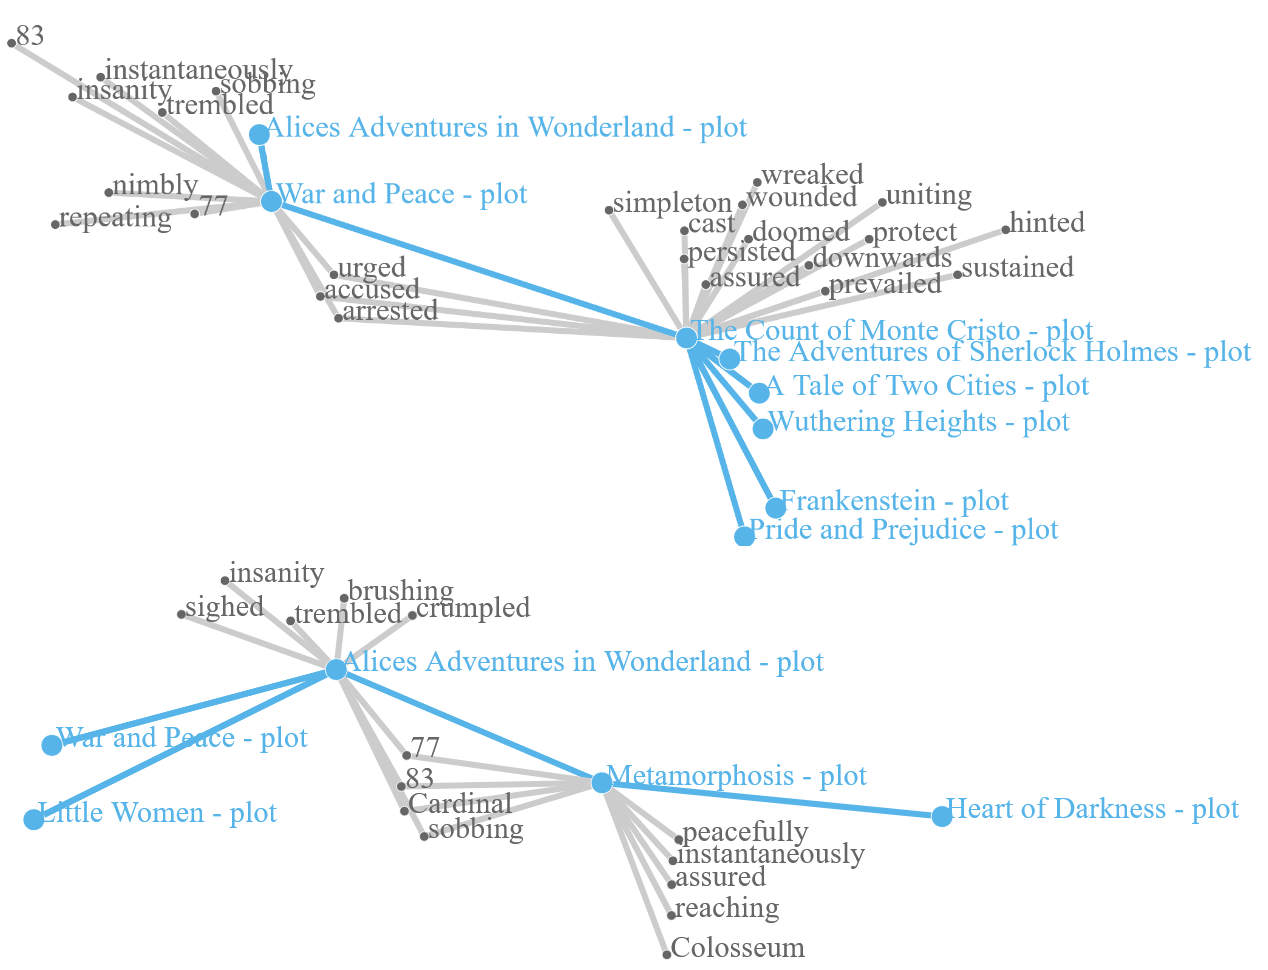 83
instantaneously
sobbing
insanity
trembled
Alices Adventures in Wonderland - plot
nimbly
War and Peace - plot
77
repeating
wreaked
simpleton
wounded
uniting
cast
hinted
doomed
protect
persisted
downwards
urged
assured
sustained
accused
prevailed
arrested
The Count of Monte Cristo - plot
The Adventures of Sherlock Holmes - plot
A Tale of Two Cities - plot
Wuthering Heights - plot
Frankenstein - plot
Pride and Prejudice - plot
insanity
brushing
sighed
trembled
crumpled
Alices Adventures in Wonderland - plot
War and Peace - plot
77
Metamorphosis - plot
83
Cardinal
Little Women - plot
Heart of Darkness - plot
sobbing
peacefully
instantaneously
assured
reaching
Colosseum